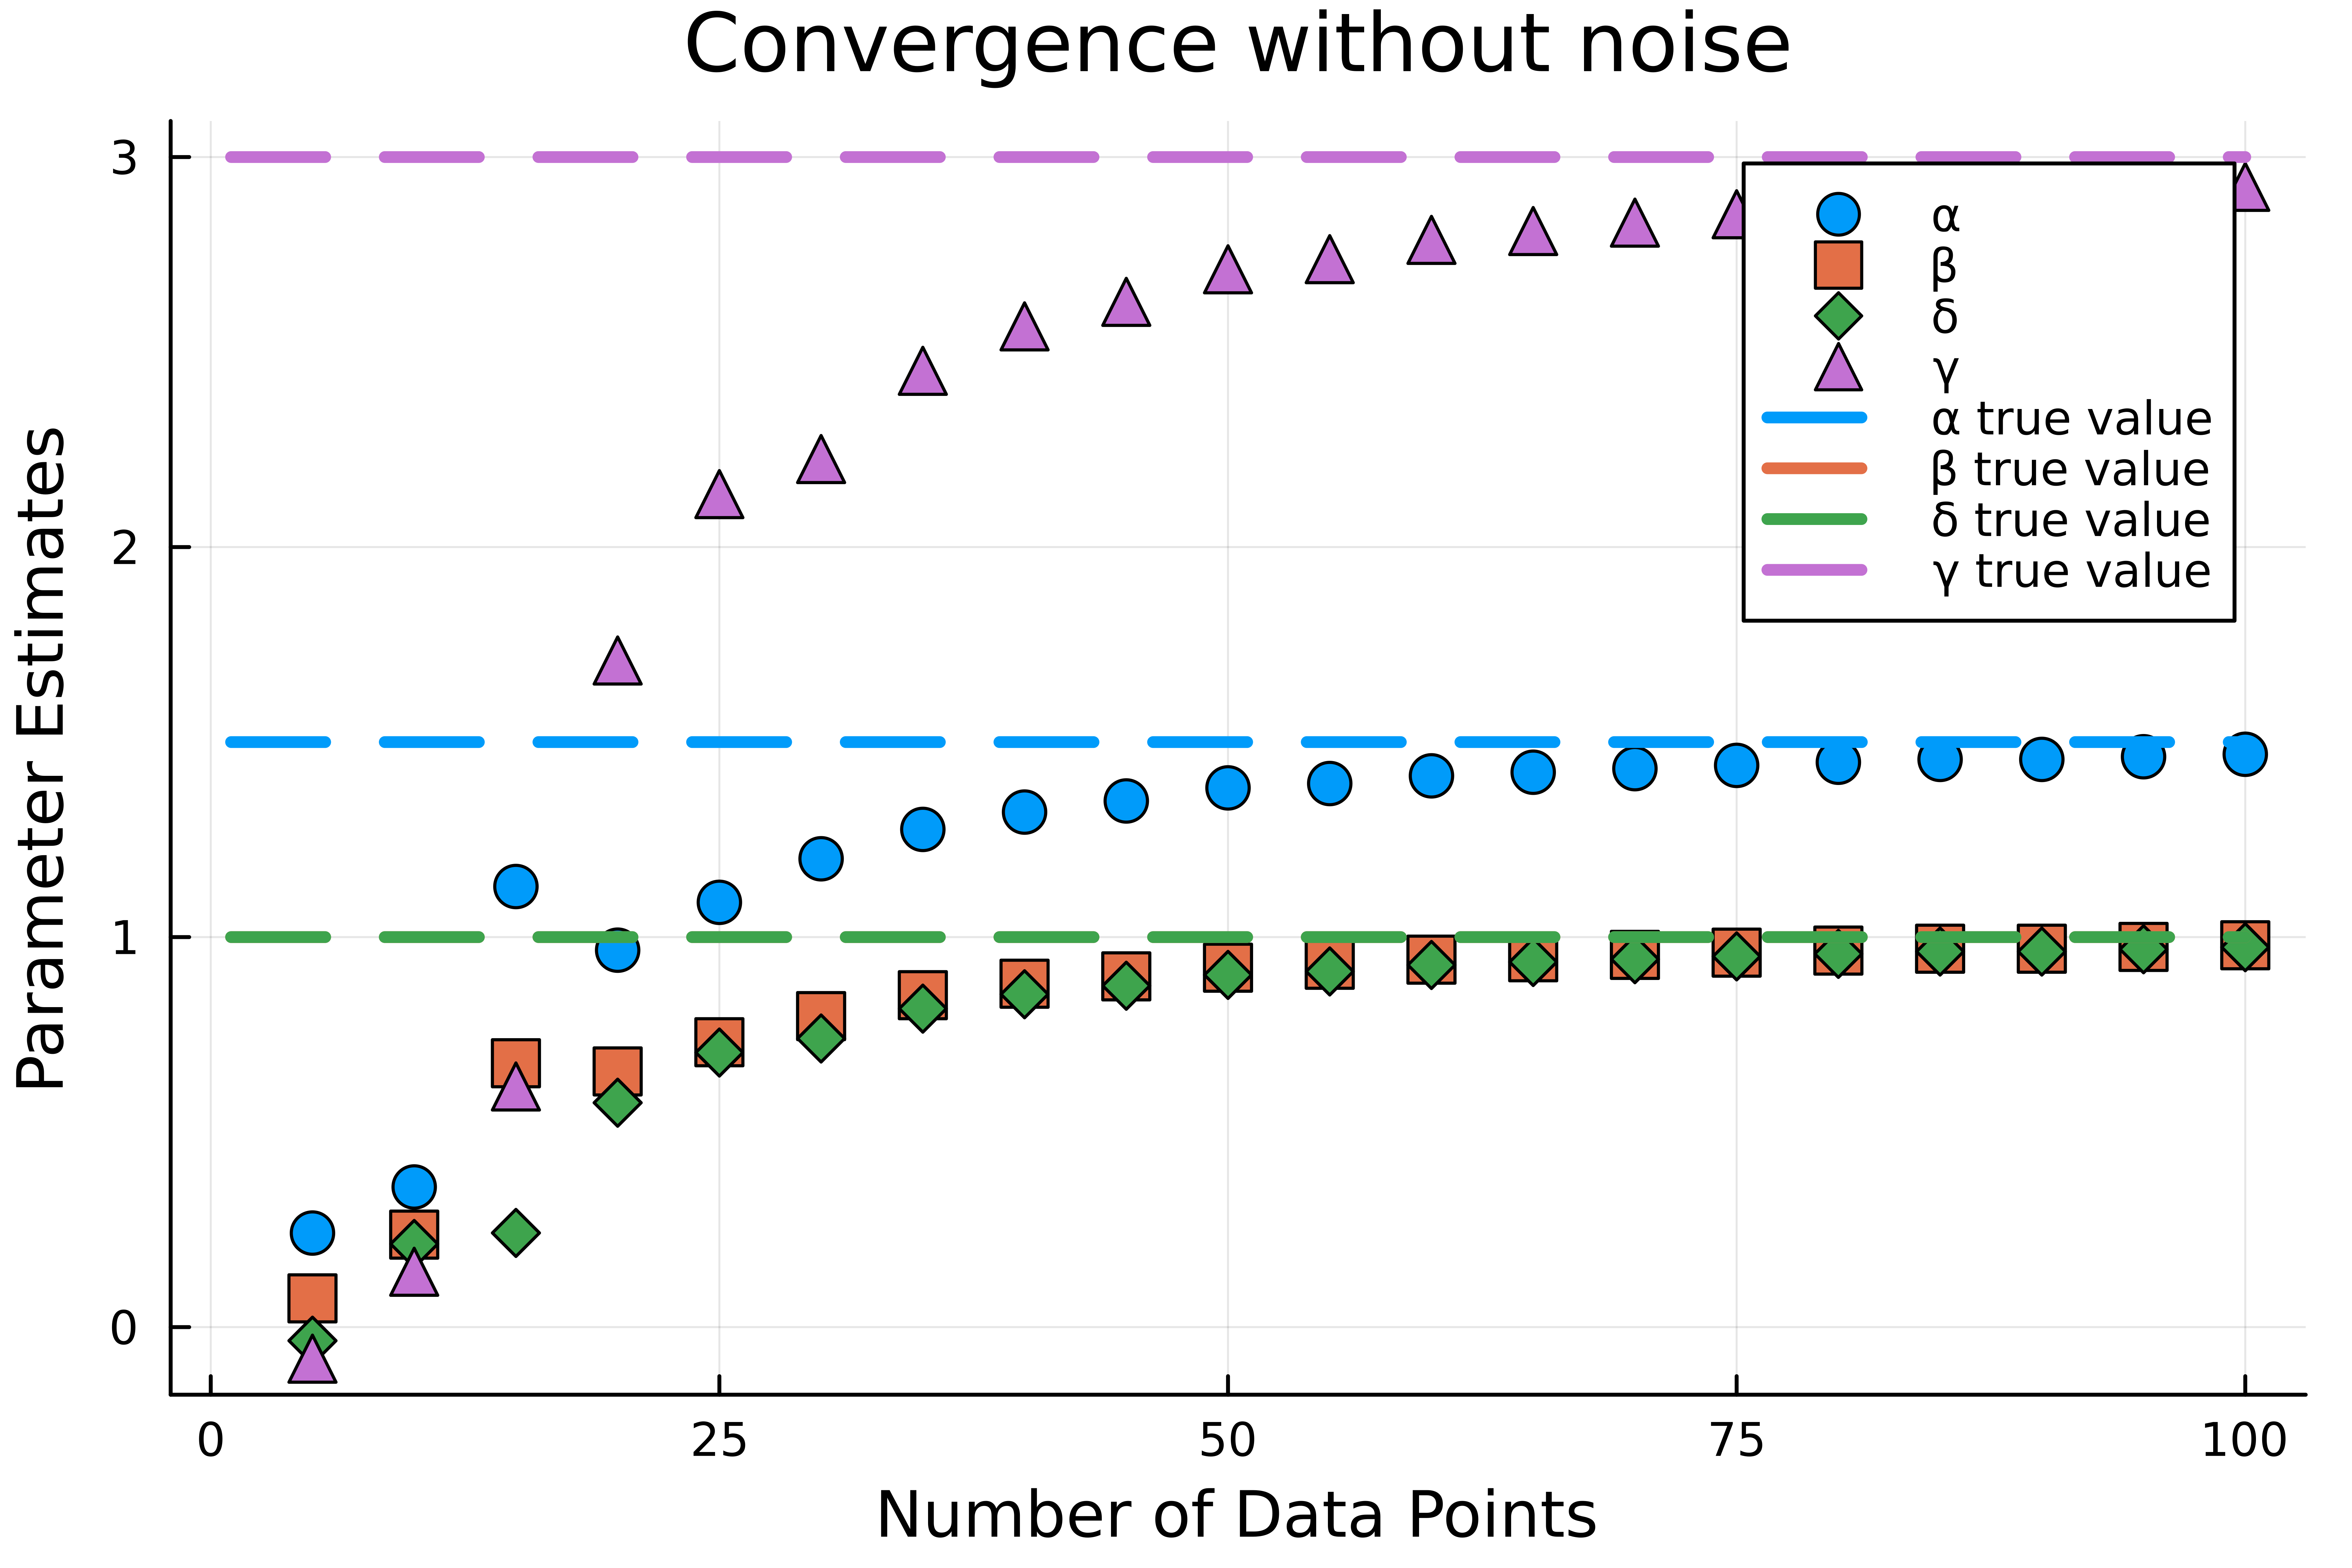 Convergence without noise
Parameter Estimates
3
2
1
0
α
β
δ
γ
α true value
β true value
δ true value
γ true value
0 25 50 75 100
Number of Data Points